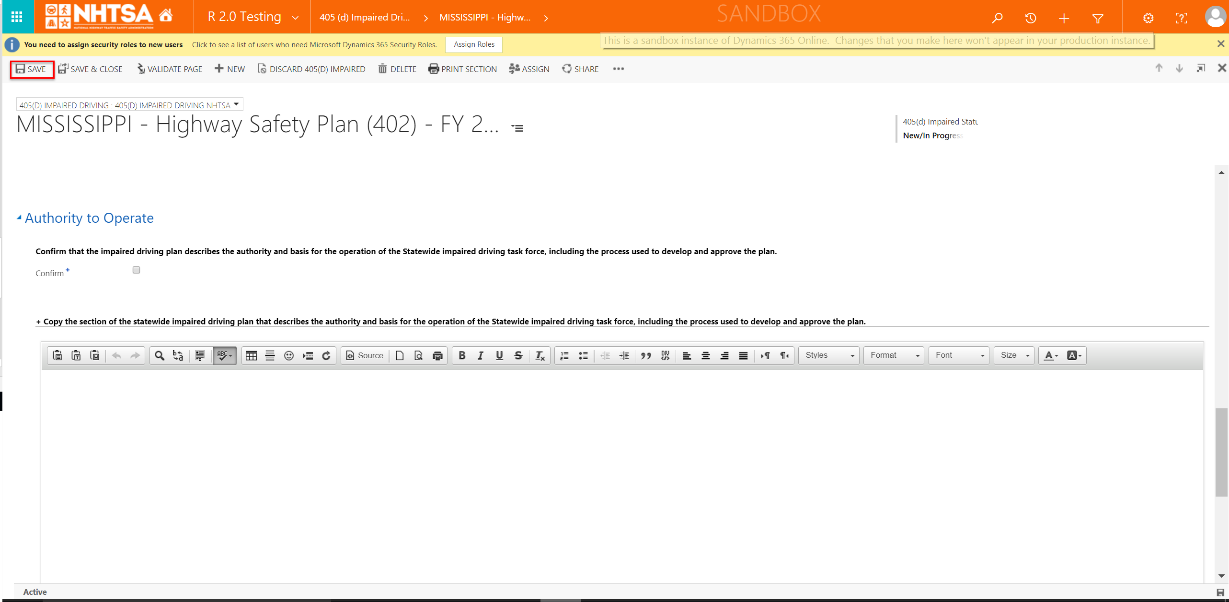 NHTSA
R 2.0 Testing
405 (d) Impaired Dri...
MISSISSIPPI - Highw...
SANDBOX
You need to assign security roles to new users Click to see a list of users who need Microsoft Dynamics 365 Security Roles. Assign Roles
This is a sandbox instance of Dynamics 365 Online. Changes that you make here won't appear in your production instance.
SAVE SAVE & CLOSE VALIDATE PAGE NEW DISCARD 405(D) IMPAIRED DELETE PRINT SECTION ASSIGN SHARE •••
405(D) IMPAIRED DRIVING : 405(D) IMPAIRED DRIVING.NHTSA
MISSISSIPPI - Highway Safety Plan (402) - FY 2...
405(d) Impaired Statu
New/In Progress
Authority to Operate
Confirm that the impaired driving plan describes the authority and basis for the operation of the Statewide impaired driving task force, including the process used to develop and approve the plan.
Confirm *
+ Copy the section of the statewide impaired driving plan that describes the authority and basis for the operation of the Statewide impaired driving task force, including the process used to develop and approve the plan.
Source B I U S Tx Styles Format Font Size A A
Active